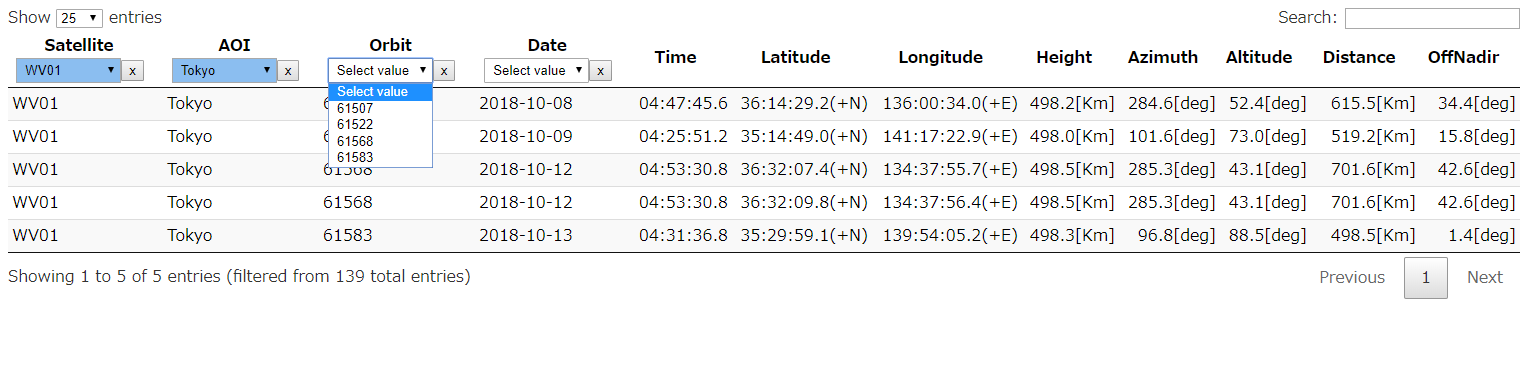 Show 25 entries Search:
Satellite AOI Orbit Date Time Latitude Longitude Height Azimuth Altitude Distance OffNadir
WV01 x Tokyo x Select value x Select value x
Select value
61507
61522
61568
61583
WV01 Tokyo 2018-10-08 04:47:45.6 36:14:29.2(+N) 136:00:34.0(+E) 498.2[Km] 284.6[deg] 52.4[deg] 615.5[Km] 34.4[deg]
WV01 Tokyo 2018-10-09 04:25:51.2 35:14:49.0(+N) 141:17:22.9(+E) 498.0[Km] 101.6[deg] 73.0[deg] 519.2[Km] 15.8[deg]
WV01 Tokyo 61568 2018-10-12 04:53:30.8 36:32:07.4(+N) 134:37:55.7(+E) 498.5[Km] 285.3[deg] 43.1[deg] 701.6[Km] 42.6[deg]
WV01 Tokyo 61568 2018-10-12 04:53:30.8 36:32:09.8(+N) 134:37:56.4(+E) 498.5[Km] 285.3[deg] 43.1[deg] 701.6[Km] 42.6[deg]
WV01 Tokyo 61583 2018-10-13 04:31:36.8 35:29:59.1(+N) 139:54:05.2(+E) 498.3[Km] 96.8[deg] 88.5[deg] 498.5[Km] 1.4[deg]
Showing 1 to 5 of 5 entries (filtered from 139 total entries) Previous 1 Next